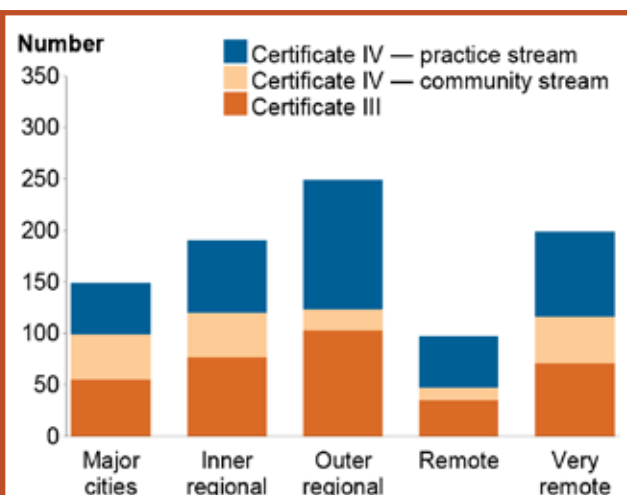 Number
Certificate IV — practice stream
Certificate IV — community stream
Certificate III
350
300
250
200
150
100
50
0
Major cities
Inner regional
Outer regional
Remote
Very remote